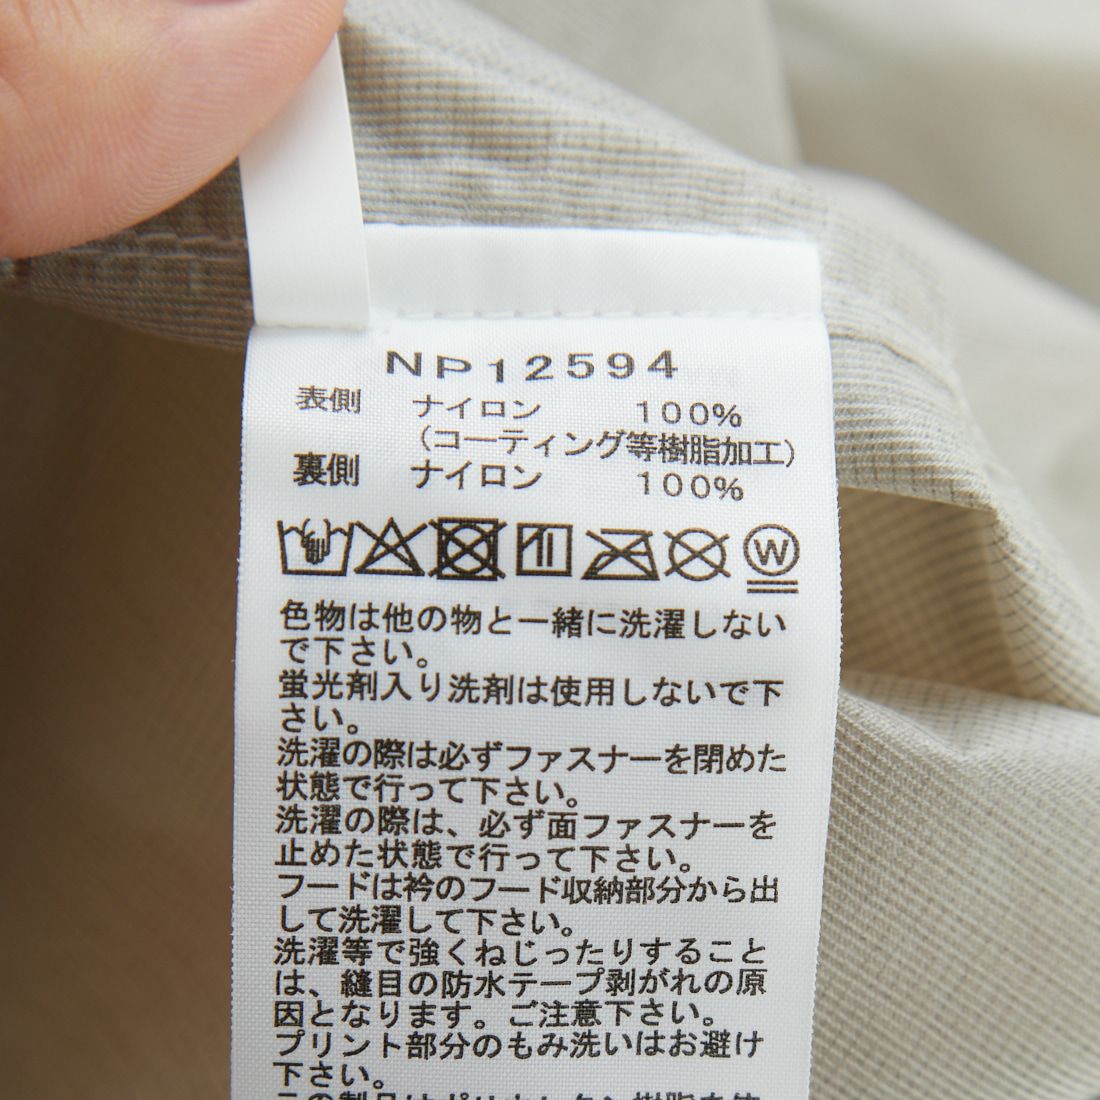 NP12594
表側 ナイロン 100%
(コーティング等樹脂加工)
裏側 ナイロン 100%
W
色物は他の物と一緒に洗濯しない
で下さい。
蛍光剤入り洗剤は使用しないで下
さい。
洗濯の際は必ずファスナーを閉めた
状態で行って下さい。
洗濯の際は、必ず面ファスナーを
止めた状態で行って下さい。
フードは衿のフード収納部分から出
して洗濯して下さい。
洗濯等で強くねじったりすること
は、縫目の防水テープ剥がれの原
因となります。ご注意下さい。
プリント部分のもみ洗いはお避け
下さい。